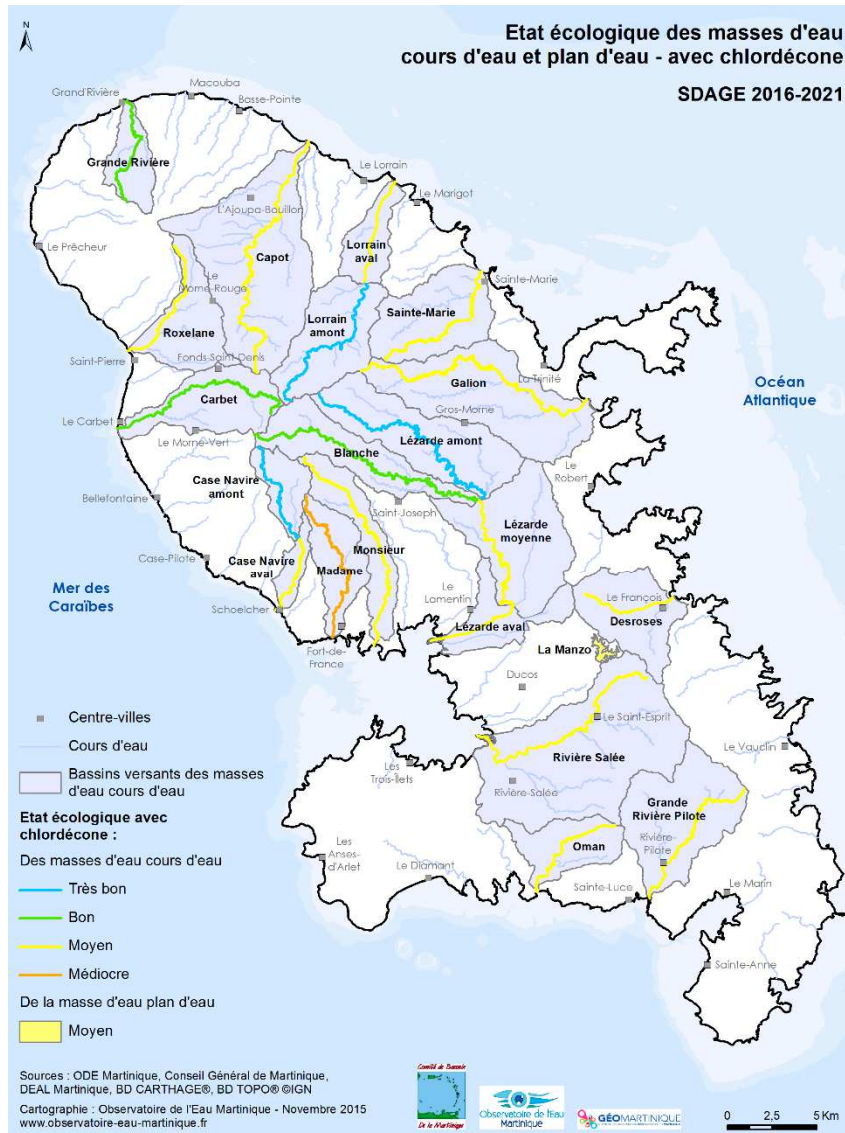 Etat écologique des masses d'eau
cours d'eau et plan d'eau - avec chlordécone
SDAGE 2016-2021
N
Grand'Rivière
Macouba
Basse-Pointe
Grande Rivière
Le Lorrain
Le Marigot
L'Ajoupa-Bouillon
Le Prêcheur
Capot
Lorrain
aval
Le
Morne-Rouge
Sainte-Marie
Lorrain
amont
Sainte-Marie
Roxelane
Saint-Pierre
Fonds-Saint-Denis
La Trinité
Galion
Océan
Atlantique
Carbet
Le Carbet
Gros-Morne
Le Morne-Vert
Lézarde amont
Blanche
Case Navire
amont
Le
Robert
Bellefontaine
Saint-Joseph
Lézarde
moyenne
Case-Pilote
Case Navire
aval
Monsieur
Madame
Mer des
Caraïbes
Le François
Schoelcher
Le
Lamentin
Desroses
Lézarde aval
Fort-de-
France
La Manzo
Ducos
Le Saint-Esprit
Le Vauclin
Rivière Salée
Les
Trois-Ilets
Rivière-Salée
Grande
Rivière Pilote
Rivière-
Pilote
Oman
Les
Anses-
d'Arlet
Le Diamant
Sainte-Luce
Le Marin
Sainte-Anne
Centre-villes
Cours d'eau
Bassins versants des masses
d'eau cours d'eau
Etat écologique avec
chlordécone :
Des masses d'eau cours d'eau
Très bon
Bon
Moyen
Médiocre
De la masse d'eau plan d'eau
Moyen
Sources : ODE Martinique, Conseil Général de Martinique,
DEAL Martinique, BD CARTHAGE®, BD TOPO® ©IGN
Cartographie : Observatoire de l'Eau Martinique - Novembre 2015
www.observatoire-eau-martinique.fr
Comité de Bassin
De la Martinique
Observatoire de l'Eau
Martinique
GÉOMARTINIQUE
0 2,5 5 Km